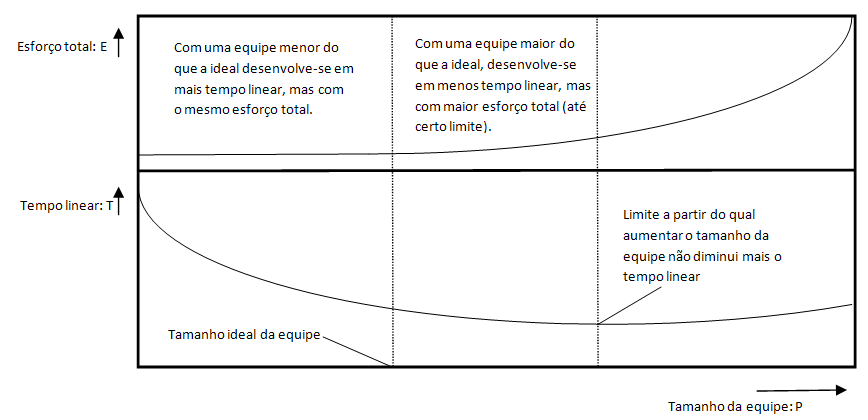 Esforço total: E
Com uma equipe menor do
que a ideal desenvolve-se em
mais tempo linear, mas com
o mesmo esforço total.
Com uma equipe maior do
que a ideal, desenvolve-se
em menos tempo linear, mas
com maior esforço total (até
certo limite).
Tempo linear: T
Limite a partir do qual
aumentar o tamanho da
equipe não diminui mais o
tempo linear
Tamanho ideal da equipe
Tamanho da equipe: P